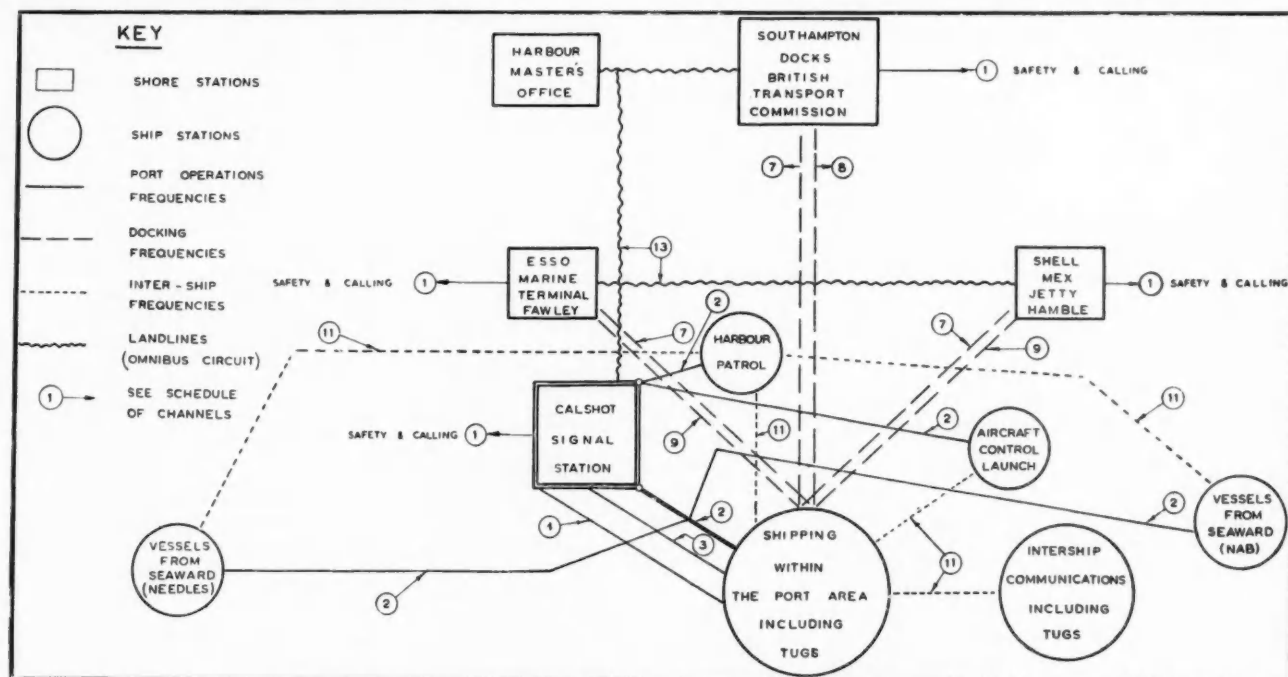 KEY
SHORE STATIONS
SHIP STATIONS
PORT OPERATIONS
FREQUENCIES
DOCKING
FREQUENCIES
INTER-SHIP
FREQUENCIES
LANDLINES
(OMNIBUS CIRCUIT)
1
SEE SCHEDULE
OF CHANNELS
HARBOUR
MASTER'S
OFFICE
SOUTHAMPTON
DOCKS
BRITISH
TRANSPORT
COMMISSION
1 SAFETY & CALLING
7
8
13
SAFETY & CALLING 1
ESSO
MARINE
TERMINAL
FAWLEY
SHELL
MEX
JETTY
HAMBLE
1 SAFETY & CALLING
11
7
2
HARBOUR
PATROL
7
9
11
SAFETY & CALLING 1
CALSHOT
SIGNAL
STATION
9
11
2
AIRCRAFT
CONTROL
LAUNCH
VESSELS
FROM
SEAWARD
(NEEDLES)
2
1
3
2
SHIPPING
WITHIN
THE PORT AREA
INCLUDING
TUGS
11
2
VESSELS
FROM
SEAWARD
(NAB)
INTERSHIP
COMMUNICATIONS
INCLUDING
TUGS